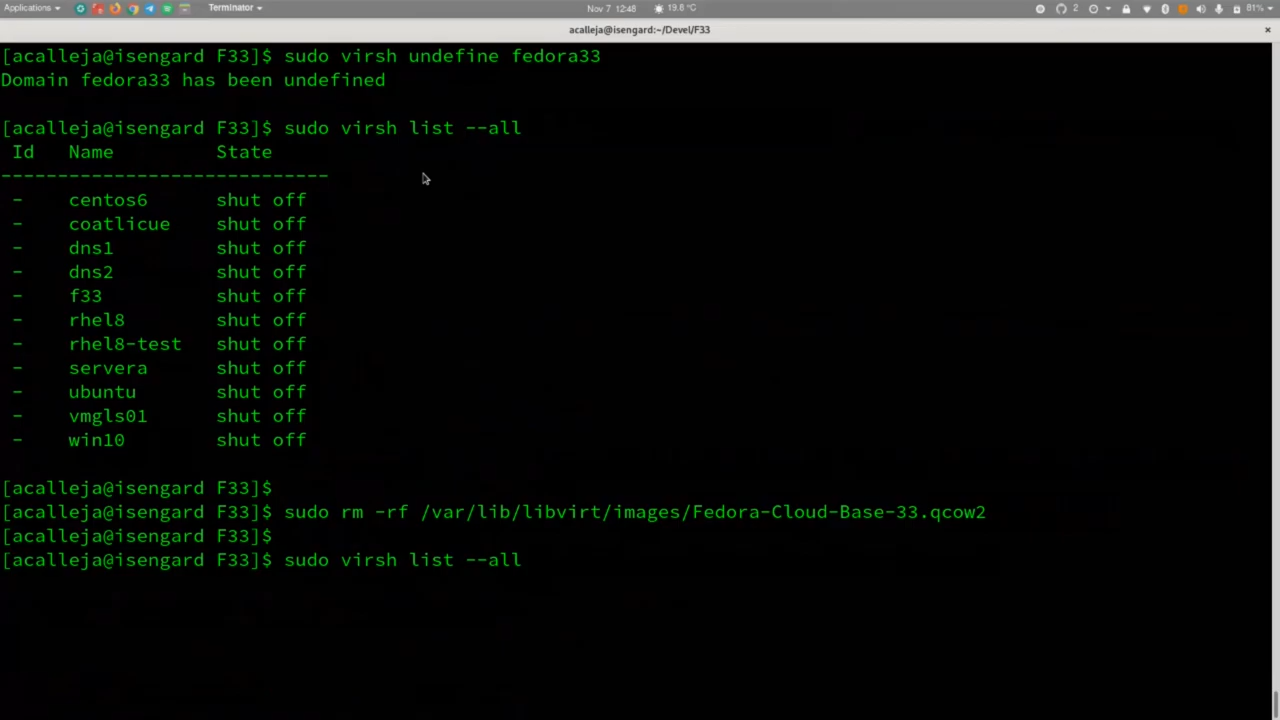 Applications
Terminator
Nov 7 12:48
19.8 °C
2
81%
acalleja@isengard:~/Devel/F33
[acalleja@isengard F33]$ sudo virsh undefine fedora33
Domain fedora33 has been undefined
[acalleja@isengard F33]$ sudo virsh list --all
Id Name State
-----------------------------
- centos6 shut off
- coatlicue shut off
- dns1 shut off
- dns2 shut off
- f33 shut off
- rhel8 shut off
- rhel8-test shut off
- servera shut off
- ubuntu shut off
- vmgls01 shut off
- win10 shut off
[acalleja@isengard F33]$
[acalleja@isengard F33]$ sudo rm -rf /var/lib/libvirt/images/Fedora-Cloud-Base-33.qcow2
[acalleja@isengard F33]$
[acalleja@isengard F33]$ sudo virsh list --all